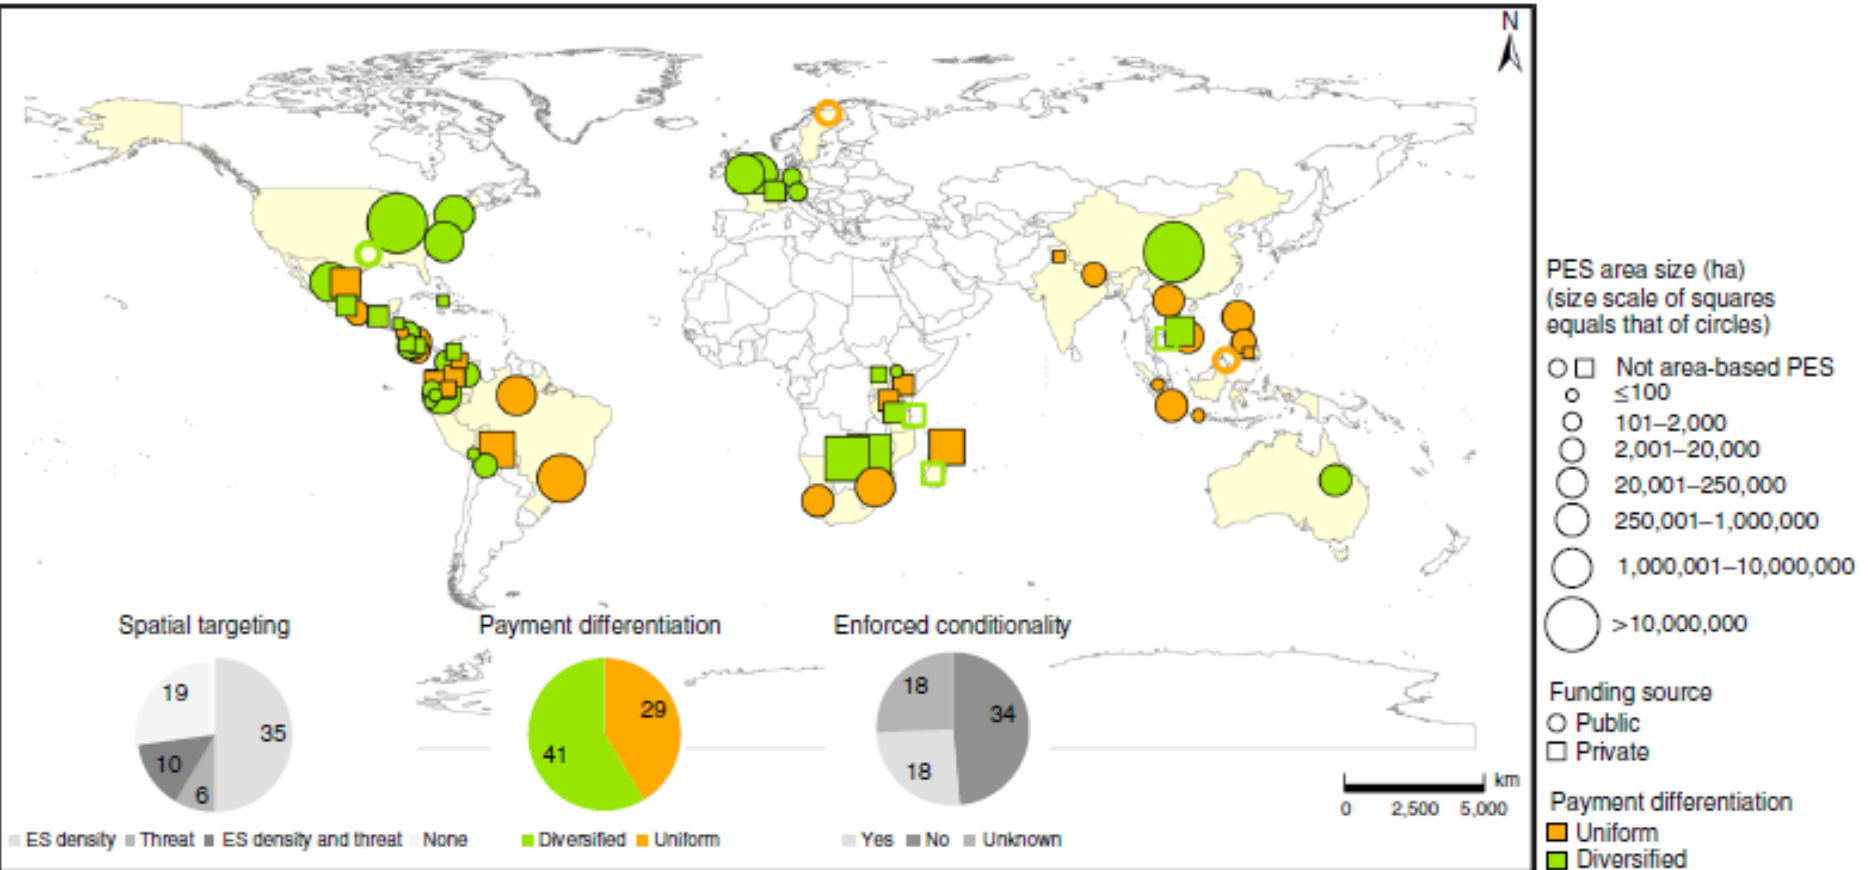 N
PES area size (ha)
(size scale of squares
equals that of circles)
Not area-based PES
≤100
101–2,000
2,001–20,000
20,001–250,000
250,001–1,000,000
1,000,001–10,000,000
>10,000,000
Funding source
Public
Private
Payment differentiation
Uniform
Diversified
Spatial targeting
19
35
10
6
ES density Threat ES density and threat None
Payment differentiation
29
41
Diversified Uniform
Enforced conditionality
18
34
18
Yes No Unknown
km
0 2,500 5,000